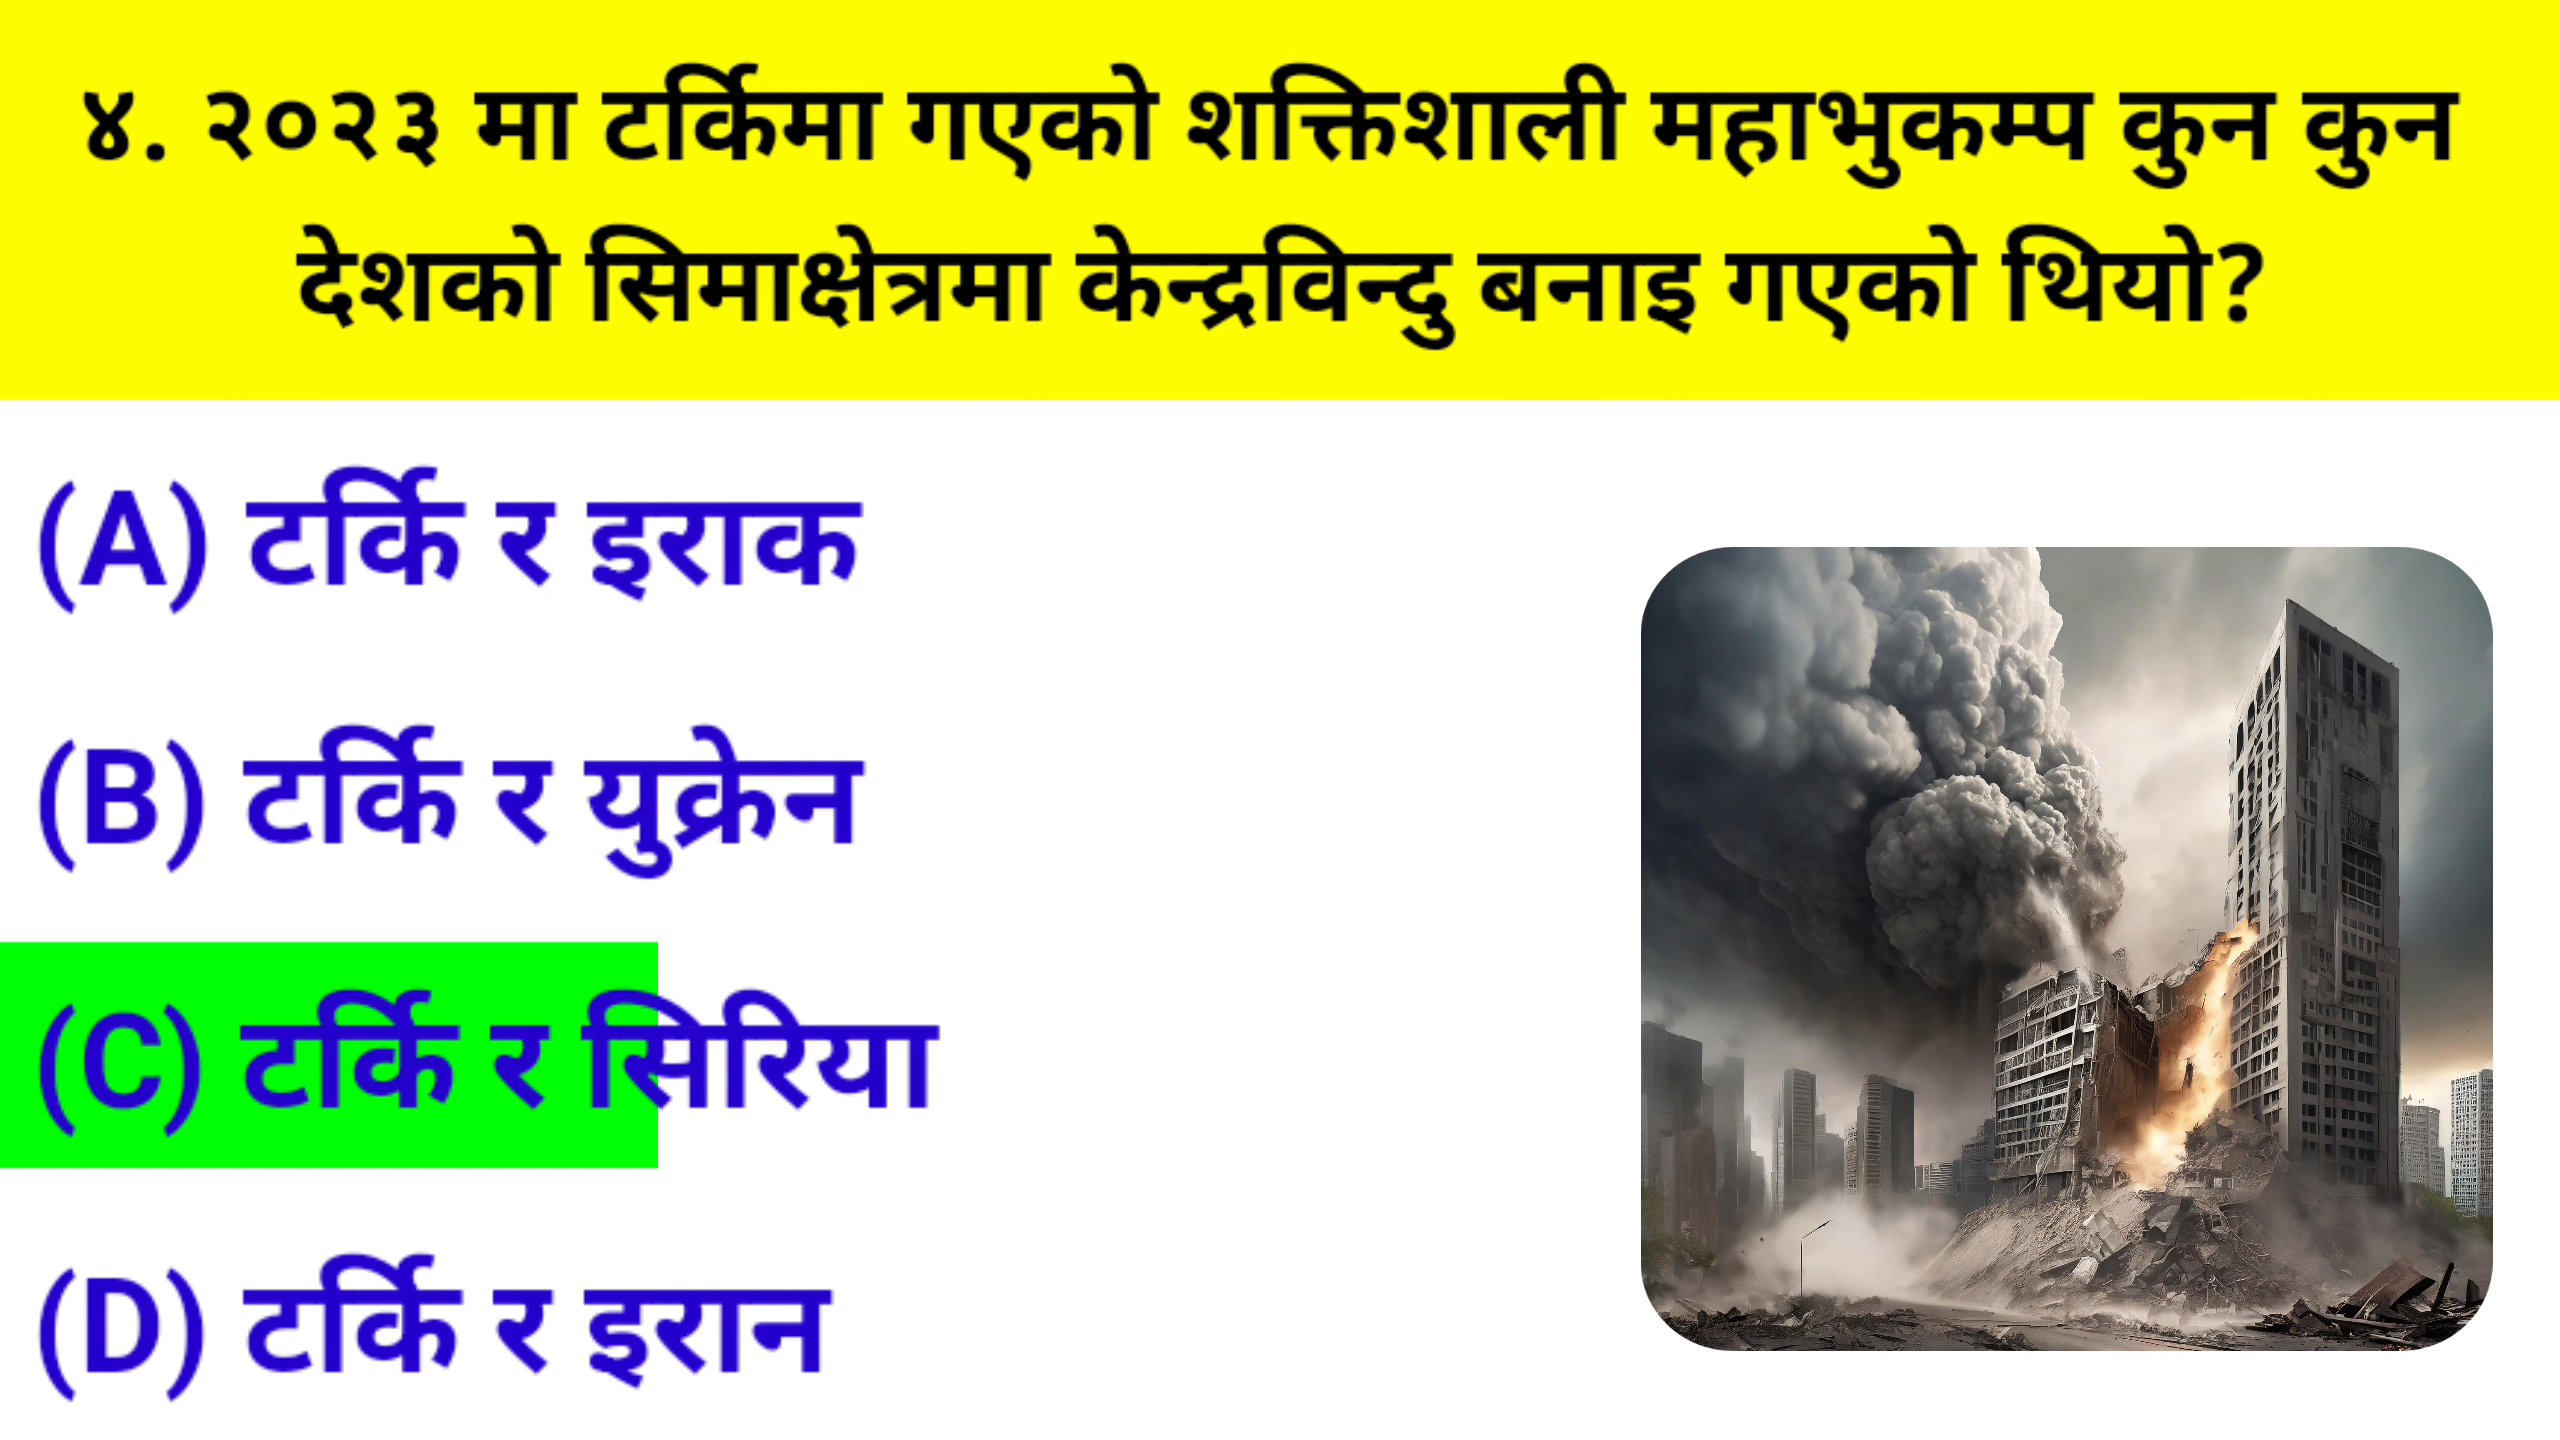 ४. २०२३ मा टर्किमा गएको शक्तिशाली महाभुकम्प कुन कुन
देशको सिमाक्षेत्रमा केन्द्रविन्दु बनाइ गएको थियो?
(A) टर्कि र इराक
(B) टर्कि र युक्रेन
(C) टर्कि र सिरिया
(D) टर्कि र इरान